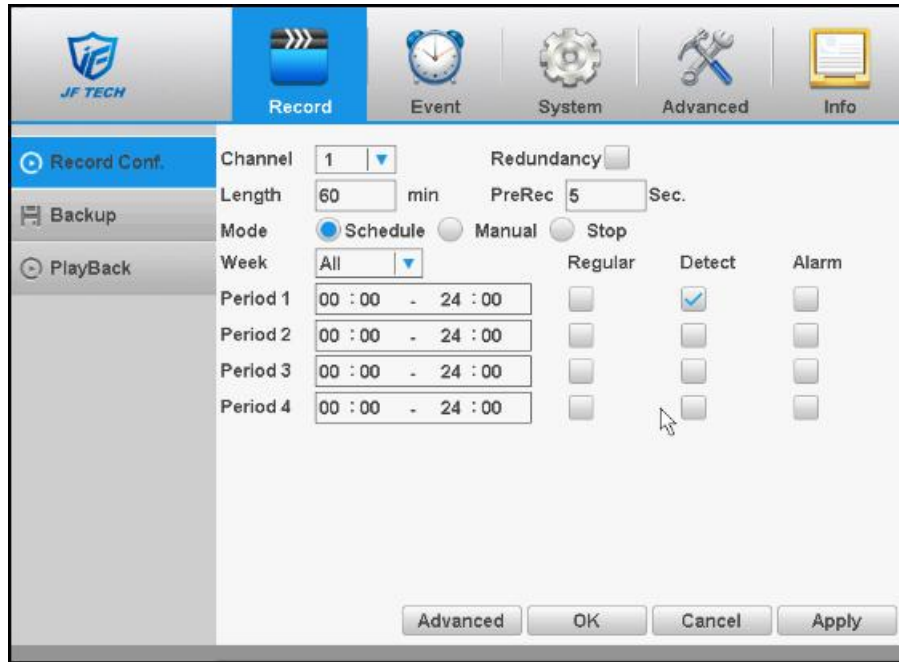 JF TECH
Record Event System Advanced Info
Record Conf.
Backup
PlayBack
Channel 1 Redundancy
Length 60 min PreRec 5 Sec.
Mode Schedule Manual Stop
Week All Regular Detect Alarm
Period 1 00 : 00 - 24 : 00
Period 2 00 : 00 - 24 : 00
Period 3 00 : 00 - 24 : 00
Period 4 00 : 00 - 24 : 00
Advanced OK Cancel Apply